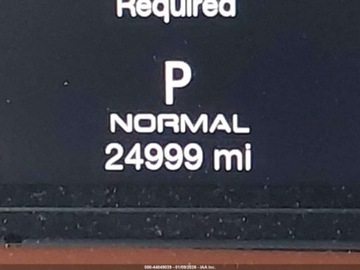 Required
P
NORMAL
24999 mi